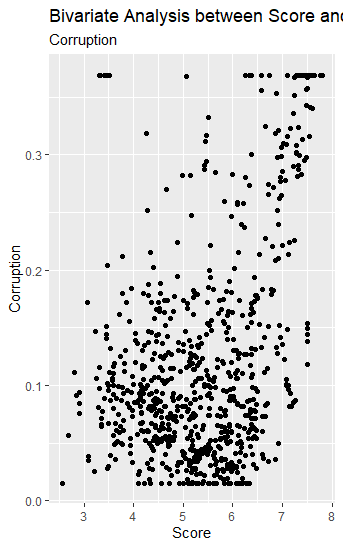 Bivariate Analysis between Score and
Corruption
Corruption
0.3
0.2
0.1
0.0
3 4 5 6 7 8
Score